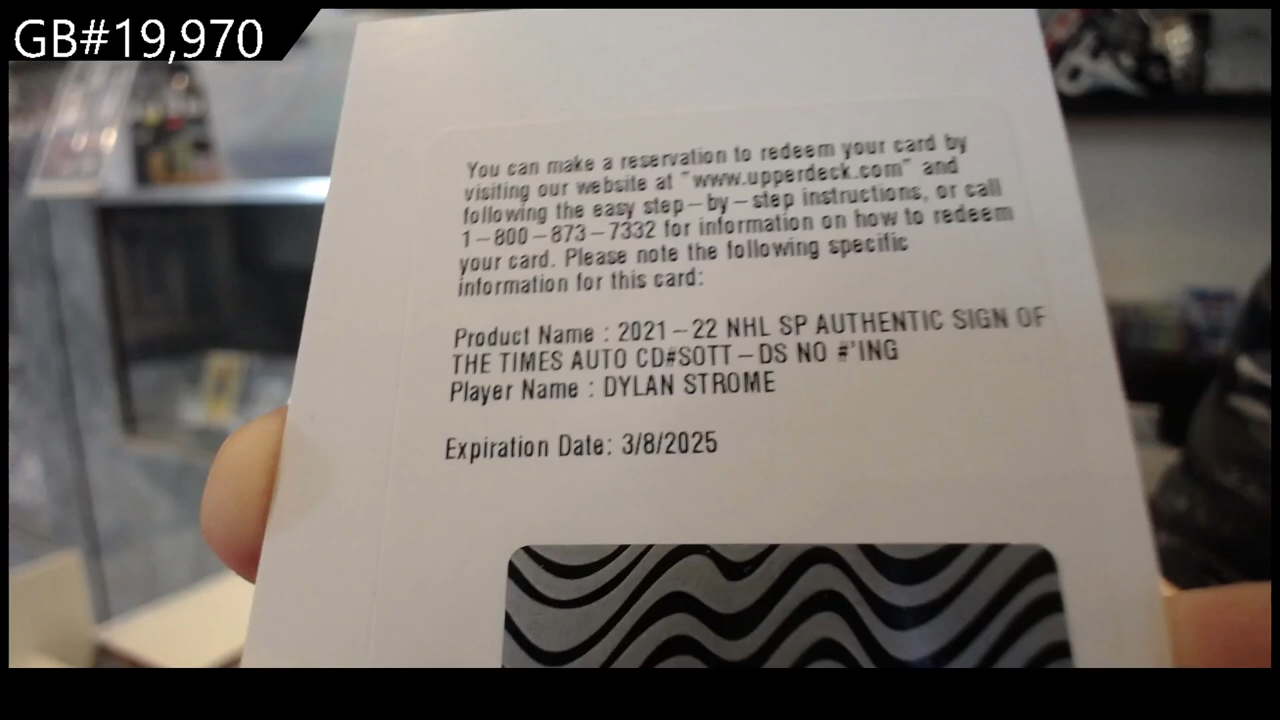 GB#19,970
You can make a reservation to redeem your card by
visiting our website at "www.upperdeck.com" and
following the easy step-by-step instructions, or call
1-800-873-7332 for information on how to redeem
your card. Please note the following specific
information for this card:
Product Name : 2021-22 NHL SP AUTHENTIC SIGN OF
THE TIMES AUTO CD#SOTT-DS NO #'ING
Player Name : DYLAN STROME
Expiration Date: 3/8/2025